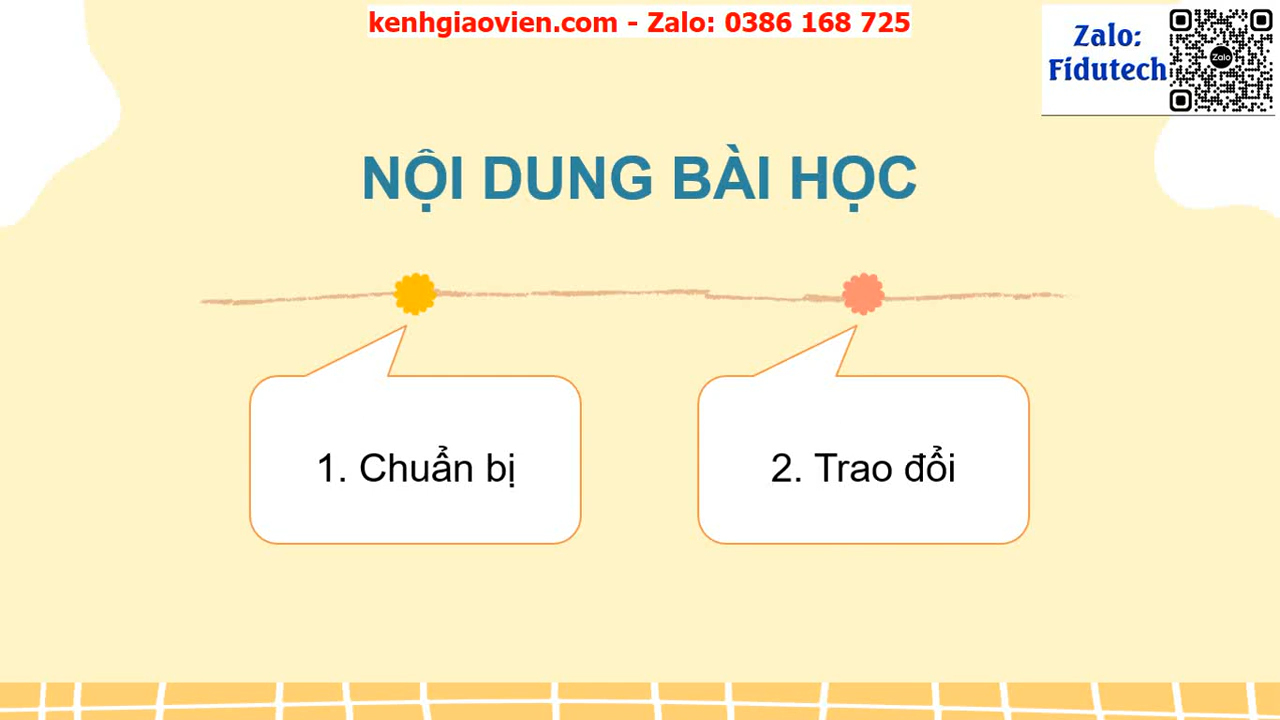 kenhgiaovien.com - Zalo: 0386 168 725
Zalo:
Fidutech
Zalo
NỘI DUNG BÀI HỌC
1. Chuẩn bị
2. Trao đổi